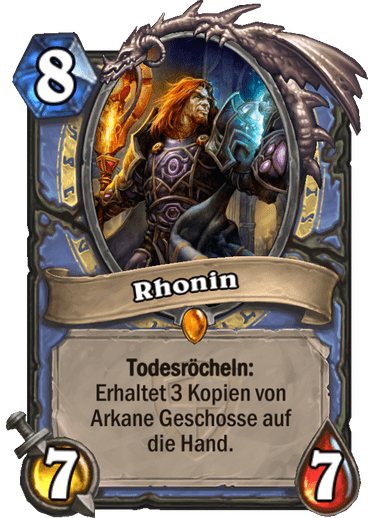 8
Rhonin
Todesröcheln:
Erhaltet 3 Kopien von
Arkane Geschosse auf
die Hand.
7
7